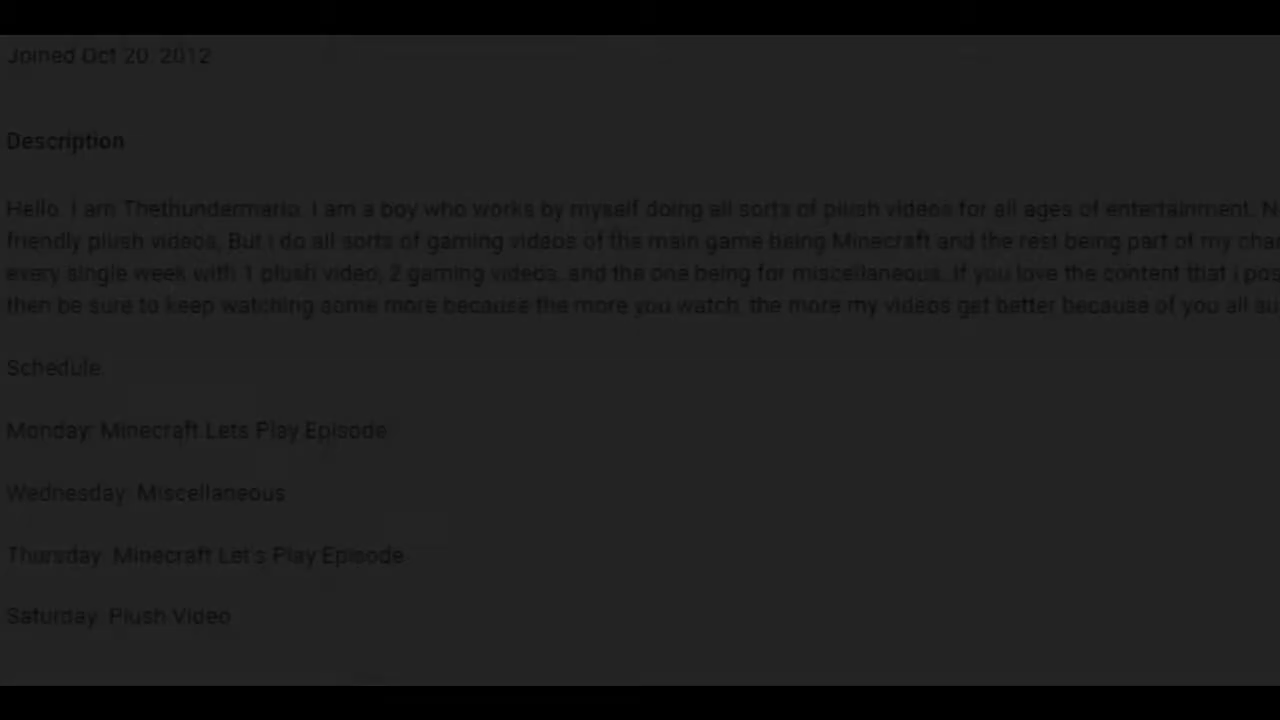 Joined Oct 20, 2012
Description
Hello. I am Thethundermario. I am a boy who works by myself doing all sorts of plush videos for all ages of entertainment. N
friendly plush videos. But i do all sorts of gaming videos of the main game being Minecraft and the rest being part of my cha
every single week with 1 plush video, 2 gaming videos, and the one being for miscellaneous. If you love the content that i pos
then be sure to keep watching some more because the more you watch, the more my videos get better because of you all su
Schedule:
Monday: Minecraft Lets Play Episode
Wednesday: Miscellaneous
Thursday: Minecraft Let's Play Episode
Saturday: Plush Video